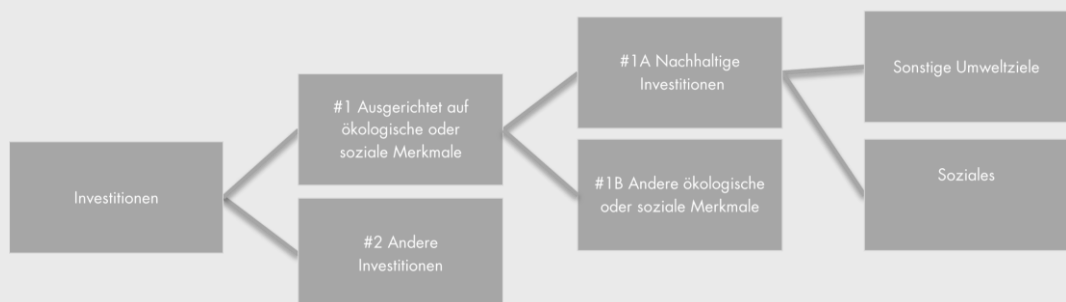 Investitionen
#1 Ausgerichtet auf
ökologische oder
soziale Merkmale
#2 Andere
Investitionen
#1A Nachhaltige
Investitionen
#1B Andere ökologische
oder soziale Merkmale
Sonstige Umweltziele
Soziales